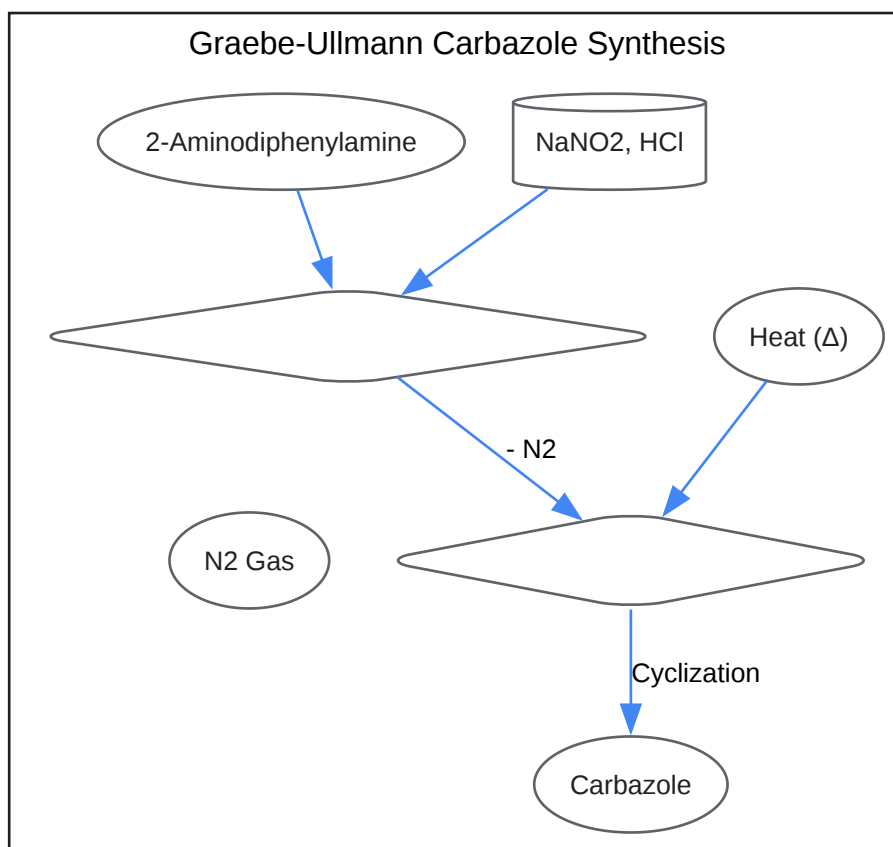 Graebe-Ullmann Carbazole Synthesis
2-Aminodiphenylamine
NaNO2, HCl
Heat (Δ)
- N2
N2 Gas
Cyclization
Carbazole